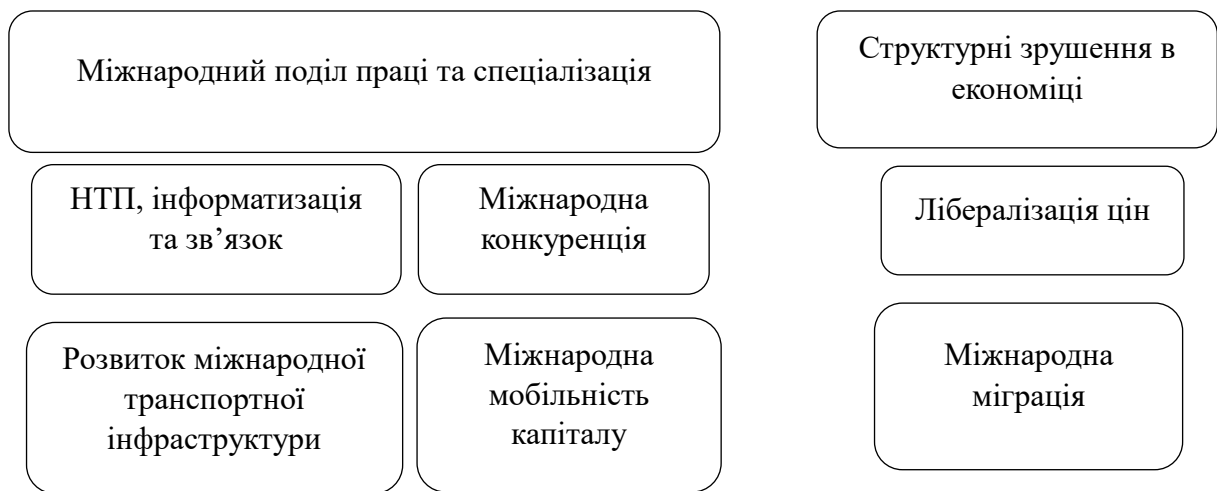 Міжнародний поділ праці та спеціалізація
Структурні зрушення в
економіці
НТП, інформатизація
та зв’язок
Міжнародна
конкуренція
Лібералізація цін
Розвиток міжнародної
транспортної
інфраструктури
Міжнародна
мобільність
капіталу
Міжнародна
міграція